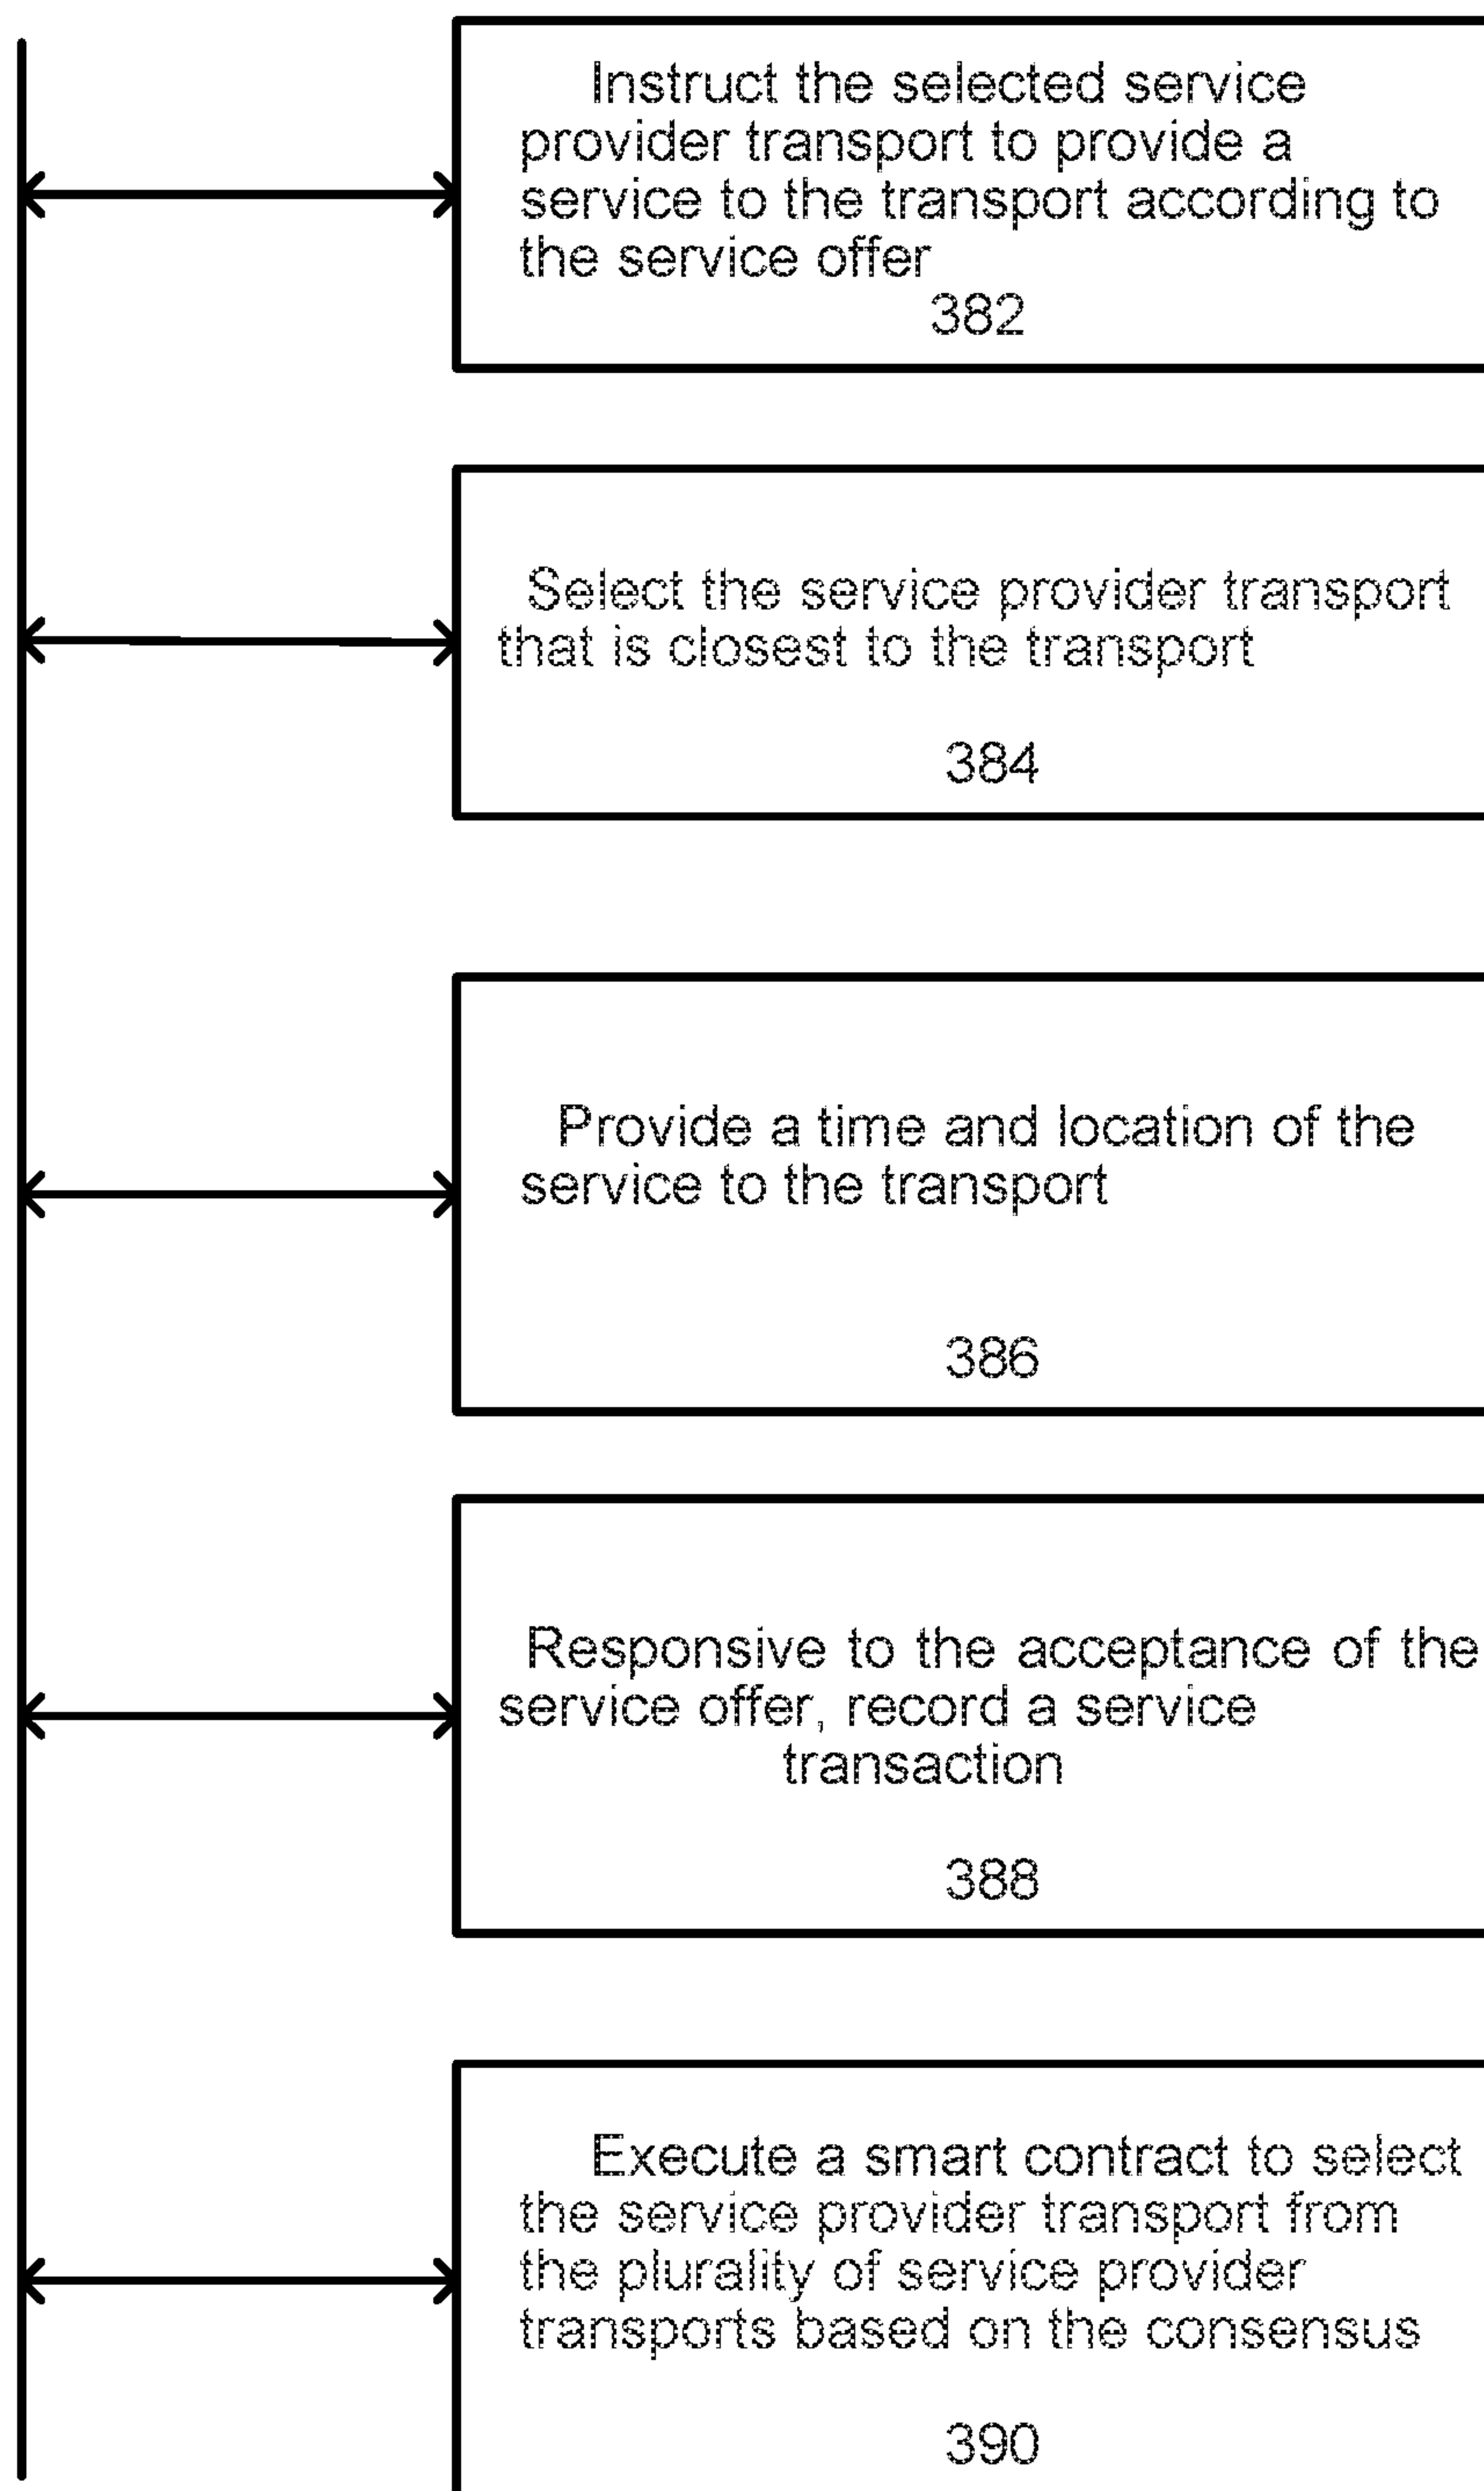 Instruct the selected service
provider transport to provide a
service to the transport according to
the service offer
382
Select the service provider transport
that is closest to the transport
384
Provide a time and location of the
service to the transport
386
Responsive to the acceptance of the
service offer, record a service
transaction
388
Execute a smart contract to select
the service provider transport from
the plurality of service provider
transports based on the consensus
390